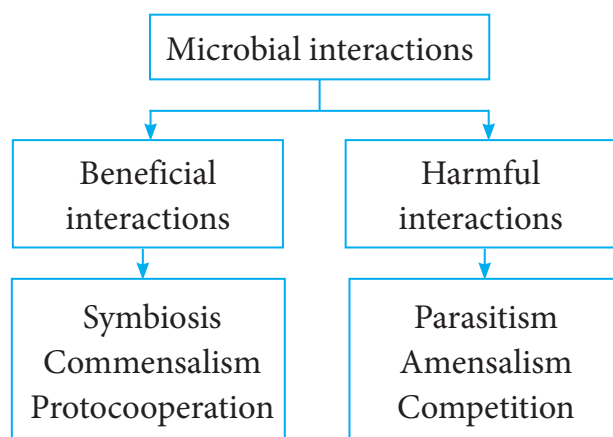 Microbial interactions
Beneficial
interactions
Harmful
interactions
Symbiosis
Commensalism
Protocooperation
Parasitism
Amensalism
Competition